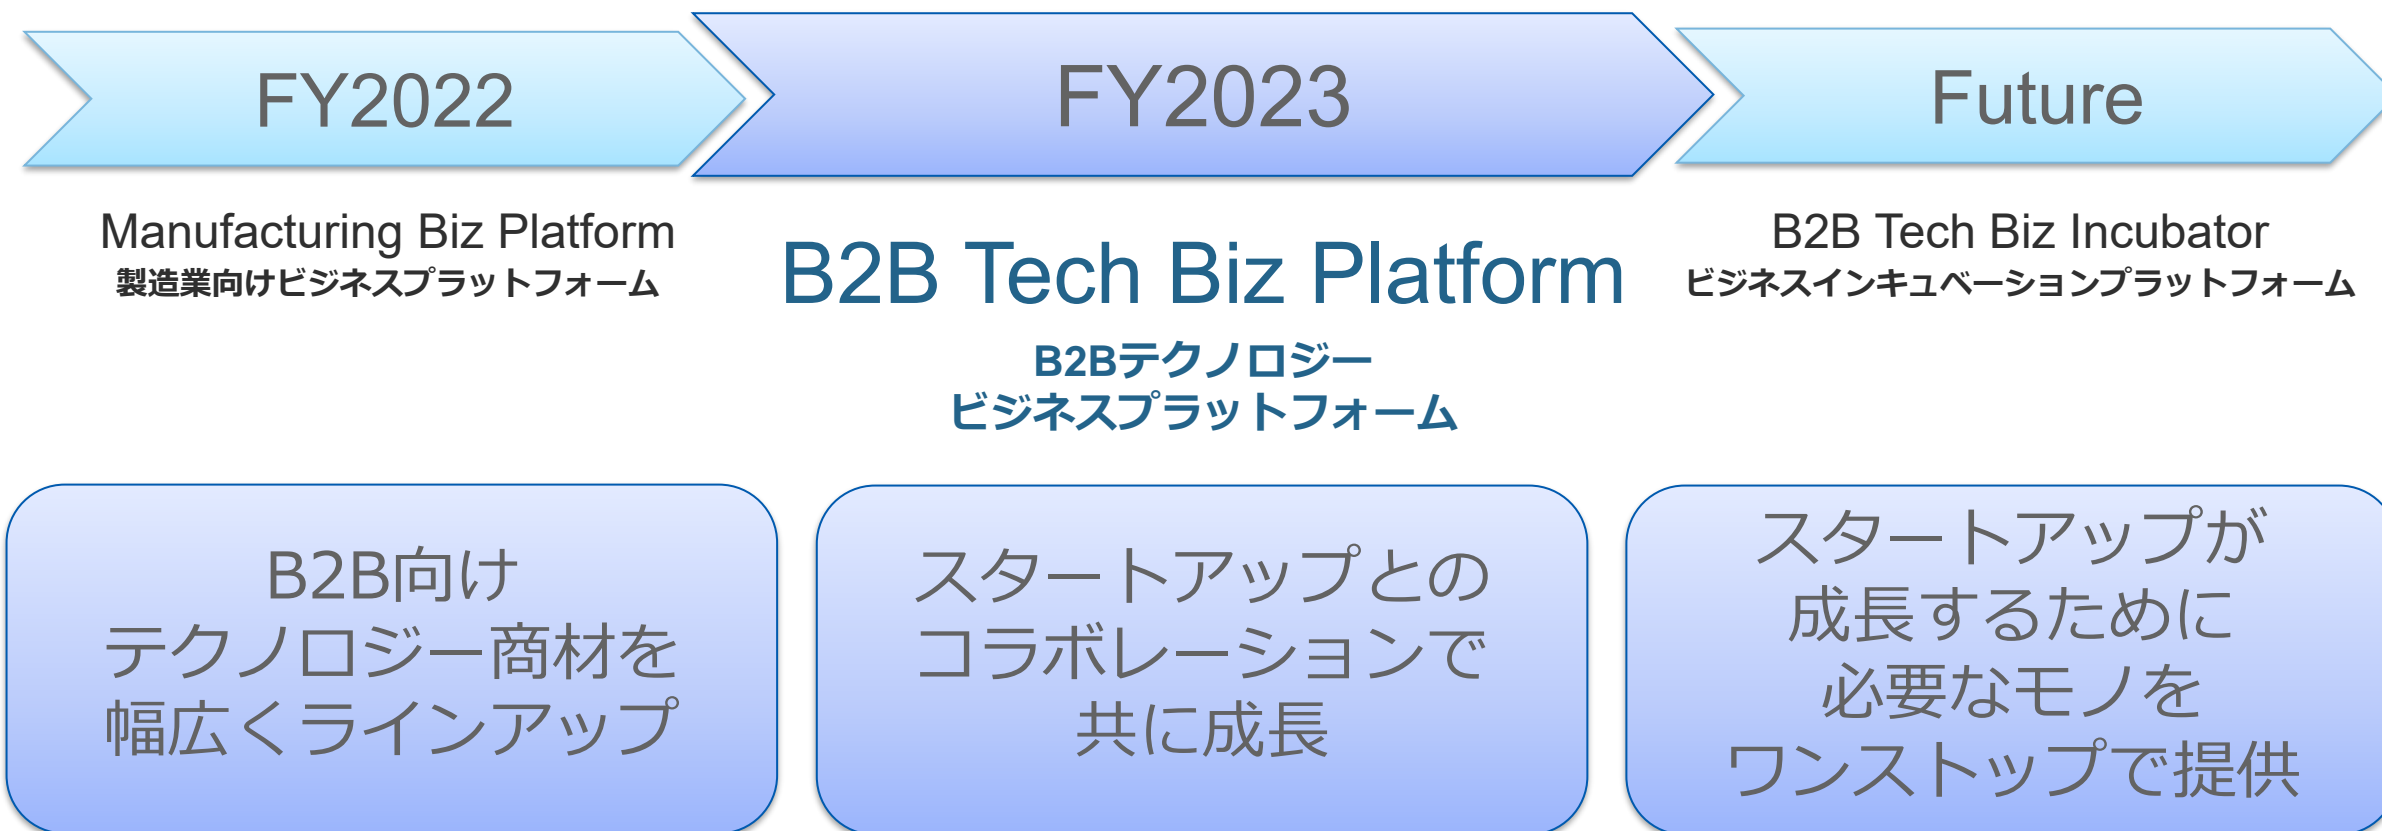 FY2022
FY2023
Future
Manufacturing Biz Platform
製造業向けビジネスプラットフォーム
B2B Tech Biz Platform
B2Bテクノロジー
ビジネスプラットフォーム
B2B Tech Biz Incubator
ビジネスインキュベーションプラットフォーム
B2B向け
テクノロジー商材を
幅広くラインアップ
スタートアップとの
コラボレーションで
共に成長
スタートアップが
成長するために
必要なモノを
ワンストップで提供